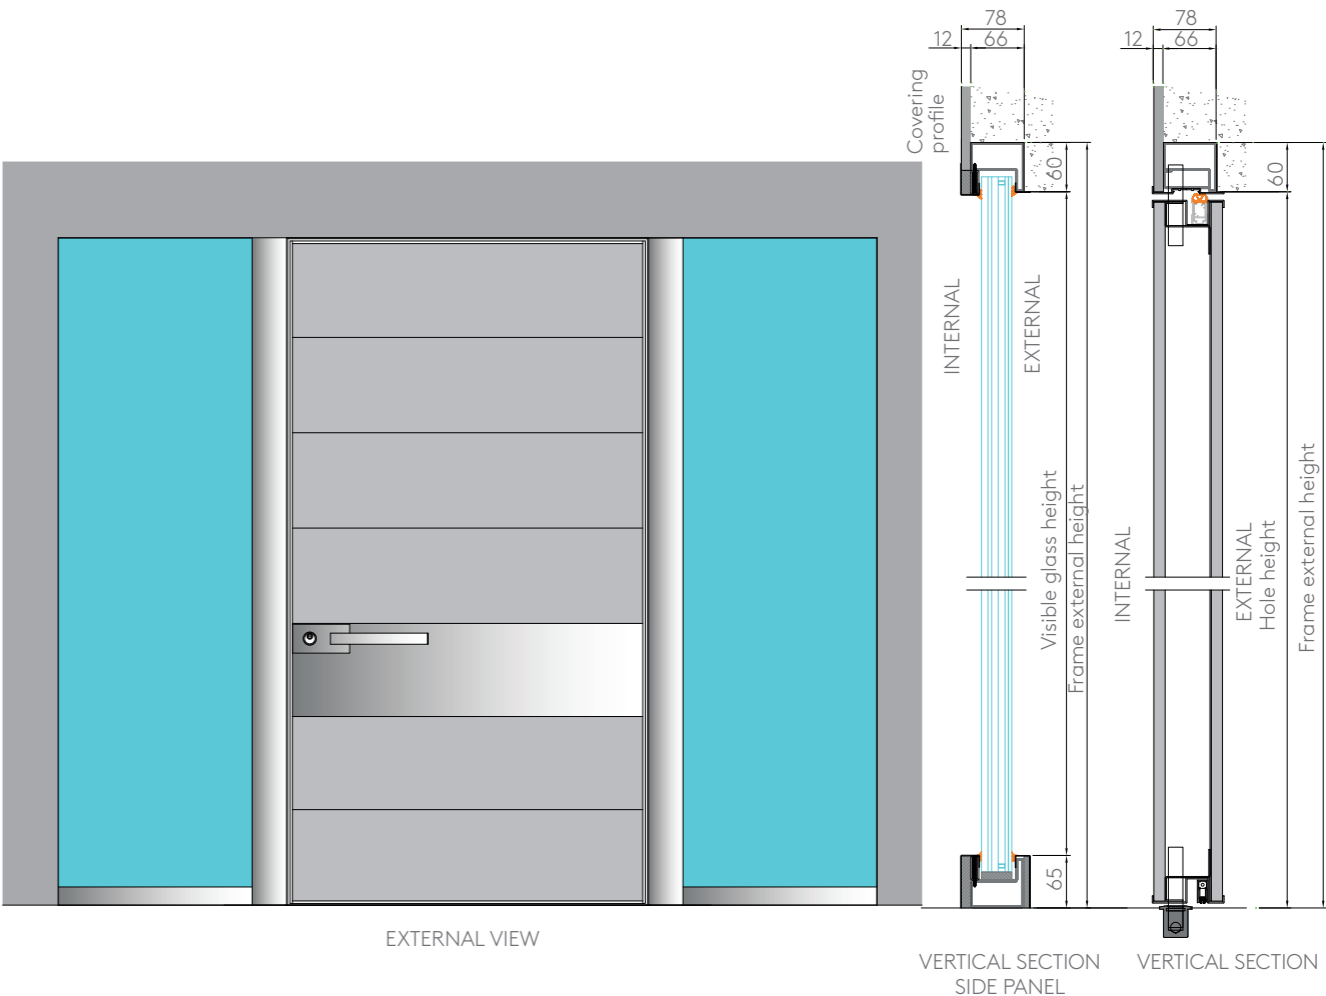 78
12
66
Covering
profile
60
INTERNAL
EXTERNAL
Visible glass height
Frame external height
65
78
12
66
60
INTERNAL
EXTERNAL
Hole height
Frame external height
EXTERNAL VIEW
VERTICAL SECTION
SIDE PANEL
VERTICAL SECTION